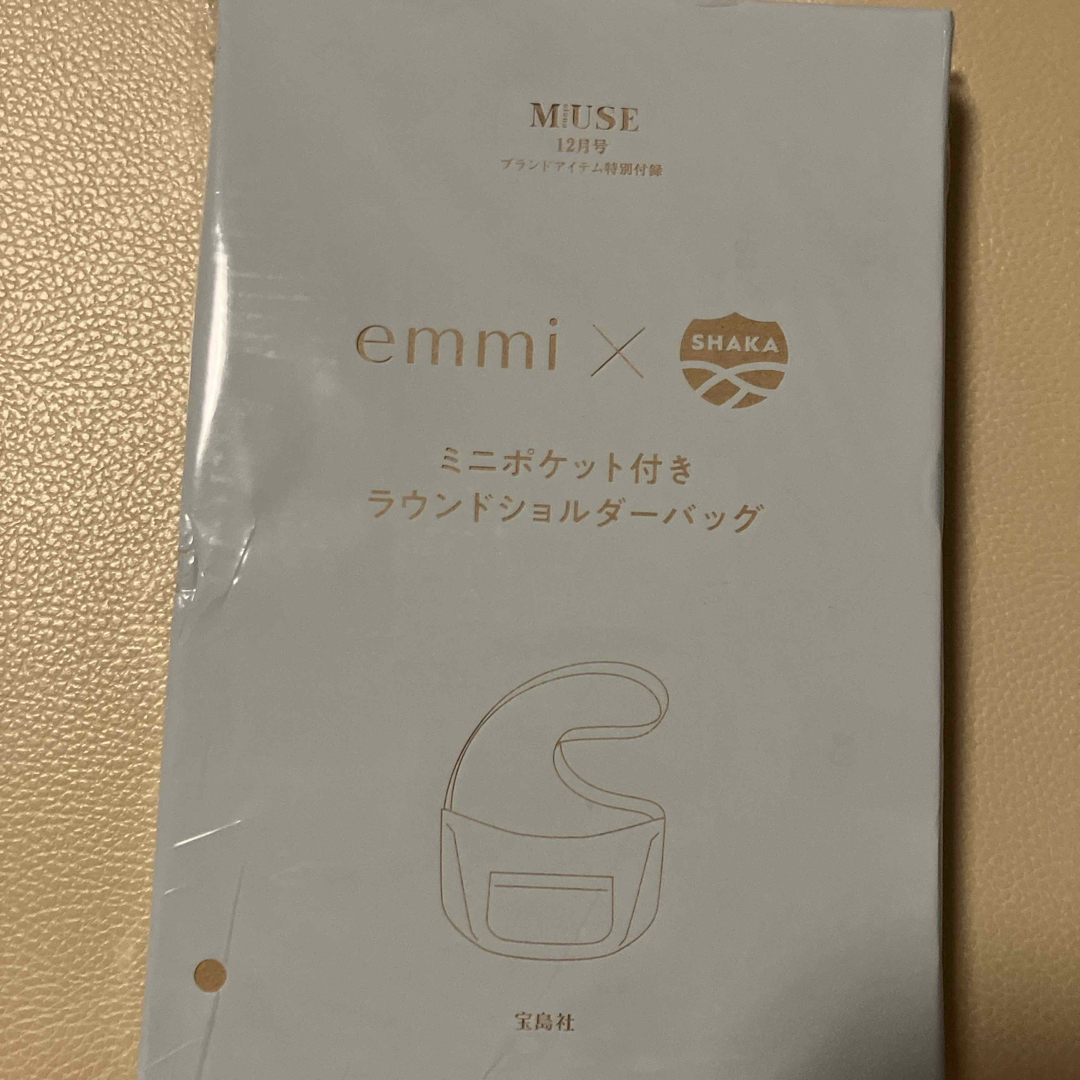 MUSE
12月号
ブランドアイテム特別付録
emmi × SHAKA
ミニポケット付き
ラウンドショルダーバッグ
宝島社